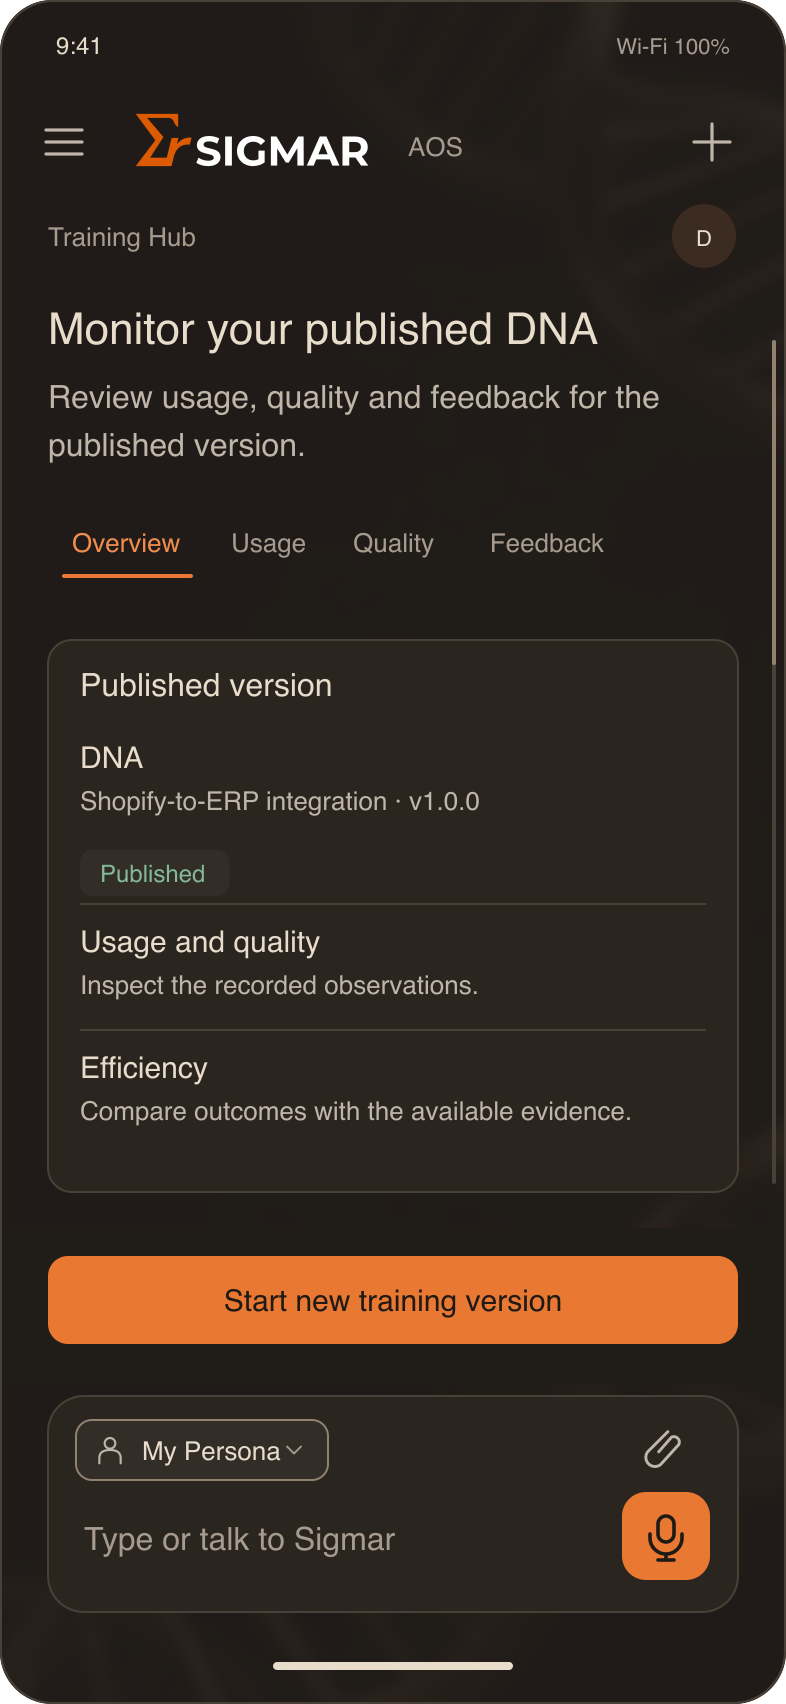 9:41
Wi-Fi 100%
Σr SIGMAR
AOS
Training Hub
D
Monitor your published DNA
Review usage, quality and feedback for the
published version.
Overview
Usage
Quality
Feedback
Published version
DNA
Shopify-to-ERP integration · v1.0.0
Published
Usage and quality
Inspect the recorded observations.
Efficiency
Compare outcomes with the available evidence.
Start new training version
My Persona
Type or talk to Sigmar